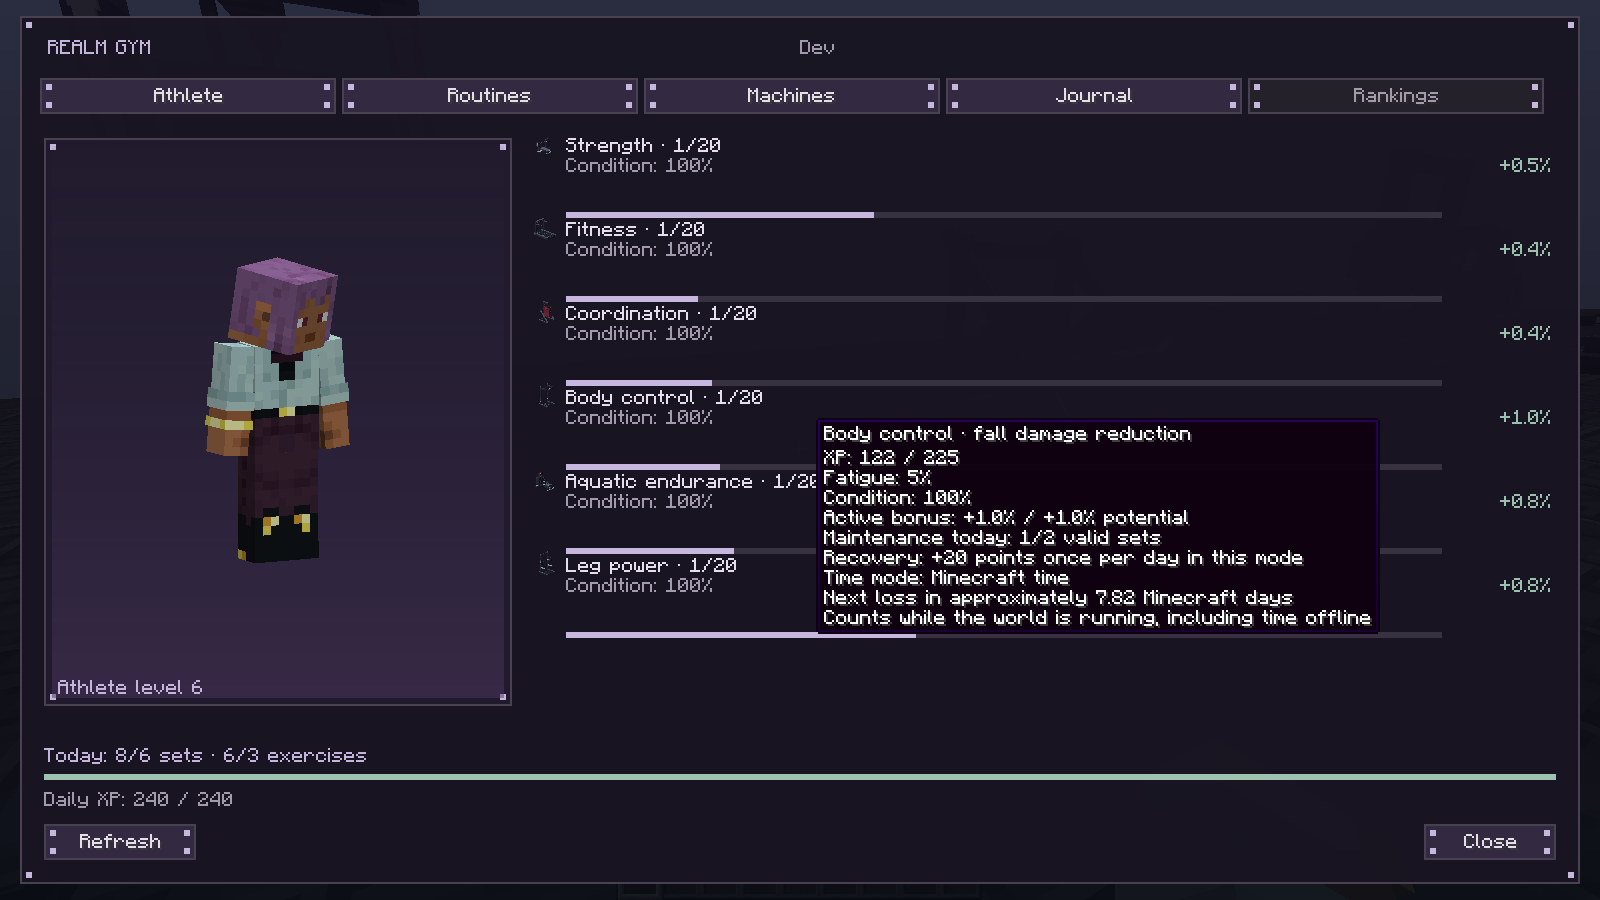 REALM GYM
Dev
Athlete
Routines
Machines
Journal
Rankings
Strength · 1/20
Condition: 100%
+0.5%
Fitness · 1/20
Condition: 100%
+0.4%
Coordination · 1/20
Condition: 100%
+0.4%
Body control · 1/20
Condition: 100%
+1.0%
Aquatic endurance · 1/20
Condition: 100%
+0.8%
Leg power · 1/20
Condition: 100%
+0.8%
Body control · fall damage reduction
XP: 122 / 225
Fatigue: 5%
Condition: 100%
Active bonus: +1.0% / +1.0% potential
Maintenance today: 1/2 valid sets
Recovery: +20 points once per day in this mode
Time mode: Minecraft time
Next loss in approximately 7.82 Minecraft days
Counts while the world is running, including time offline
Athlete level 6
Today: 8/6 sets · 6/3 exercises
Daily XP: 240 / 240
Refresh
Close